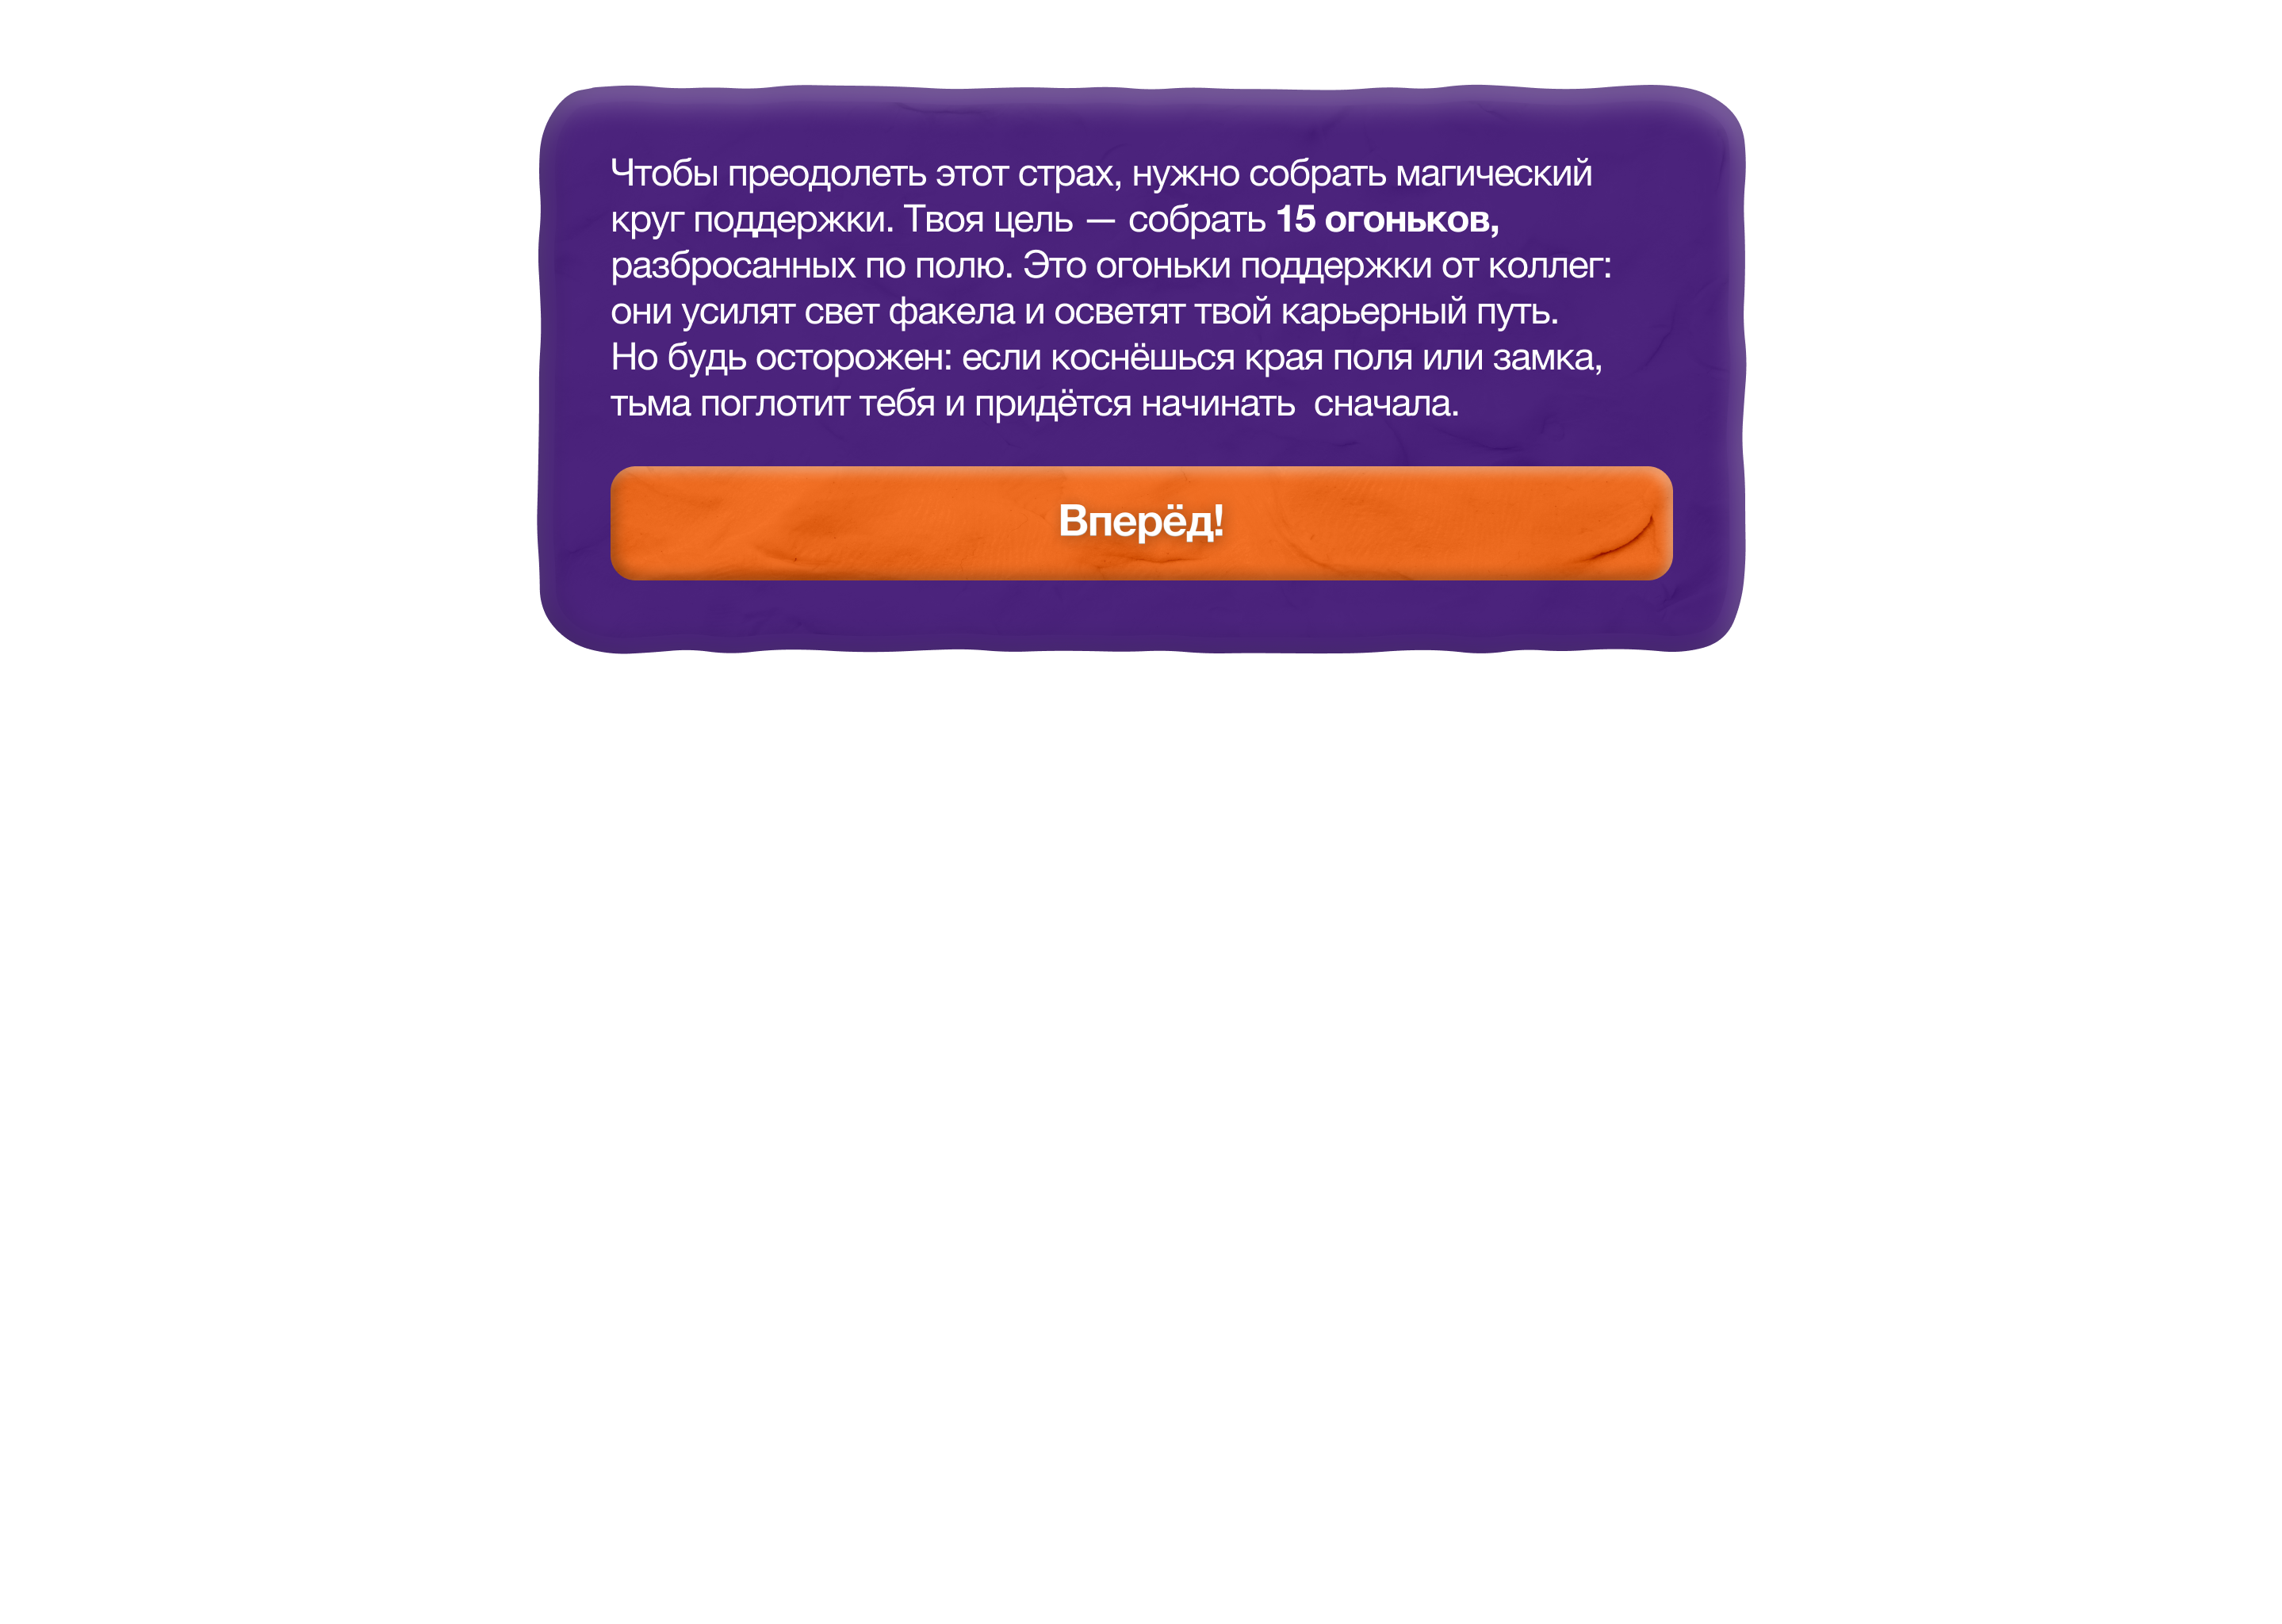 Чтобы преодолеть этот страх, нужно собрать магический
круг поддержки. Твоя цель — собрать 15 огоньков,
разбросанных по полю. Это огоньки поддержки от коллег:
они усилят свет факела и осветят твой карьерный путь.
Но будь осторожен: если коснёшься края поля или замка,
тьма поглотит тебя и придётся начинать  сначала.
Вперёд!